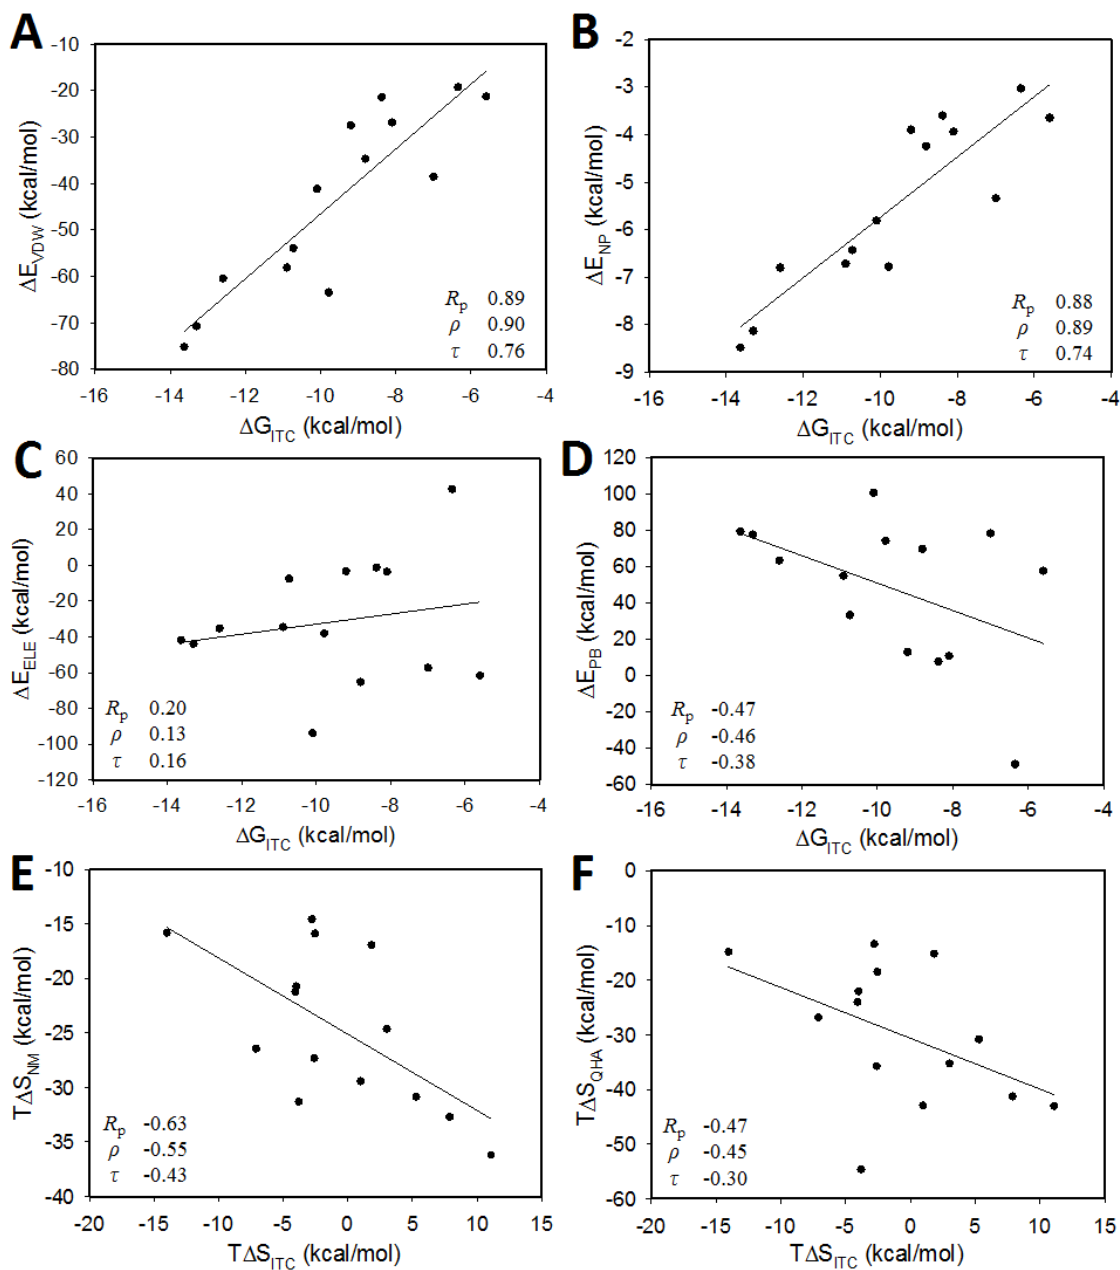 A
-10
-20
-30
-40
-50
-60
-70
-80
ΔE_VDW (kcal/mol)
R_p 0.89
ρ 0.90
τ 0.76
-16 -14 -12 -10 -8 -6 -4
ΔG_ITC (kcal/mol)
B
-2
-3
-4
-5
-6
-7
-8
-9
ΔE_NP (kcal/mol)
R_p 0.88
ρ 0.89
τ 0.74
-16 -14 -12 -10 -8 -6 -4
ΔG_ITC (kcal/mol)
C
60
40
20
0
-20
-40
-60
-80
-100
-120
ΔE_ELE (kcal/mol)
R_p 0.20
ρ 0.13
τ 0.16
-16 -14 -12 -10 -8 -6 -4
ΔG_ITC (kcal/mol)
D
120
100
80
60
40
20
0
-20
-40
-60
ΔE_PB (kcal/mol)
R_p -0.47
ρ -0.46
τ -0.38
-16 -14 -12 -10 -8 -6 -4
ΔG_ITC (kcal/mol)
E
-10
-15
-20
-25
-30
-35
-40
TΔS_NM (kcal/mol)
R_p -0.63
ρ -0.55
τ -0.43
-20 -15 -10 -5 0 5 10 15
TΔS_ITC (kcal/mol)
F
0
-10
-20
-30
-40
-50
-60
TΔS_QHA (kcal/mol)
R_p -0.47
ρ -0.45
τ -0.30
-20 -15 -10 -5 0 5 10 15
TΔS_ITC (kcal/mol)